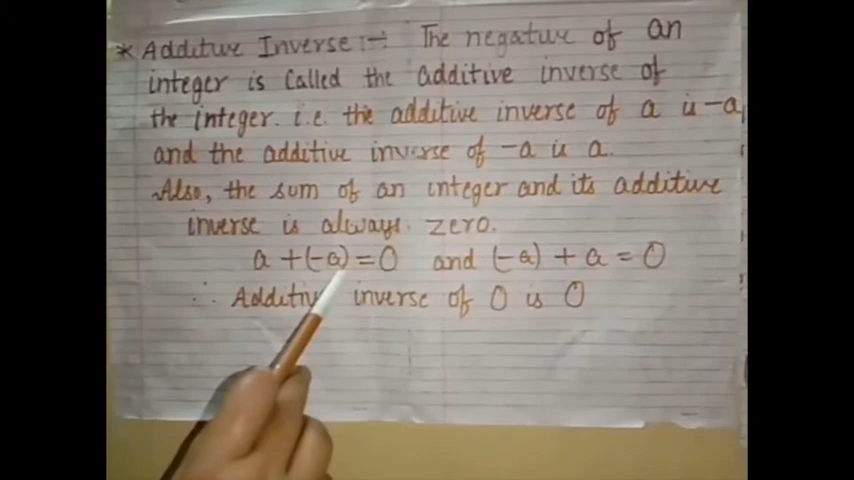 * Additive Inverse :-: The negative of an
integer is called the additive inverse of
the integer. i.e. the additive inverse of a is -a,
and the additive inverse of -a is a.
Also, the sum of an integer and its additive
inverse is always zero.
a + (-a) = 0 and (-a) + a = 0
∴ Additive inverse of 0 is 0